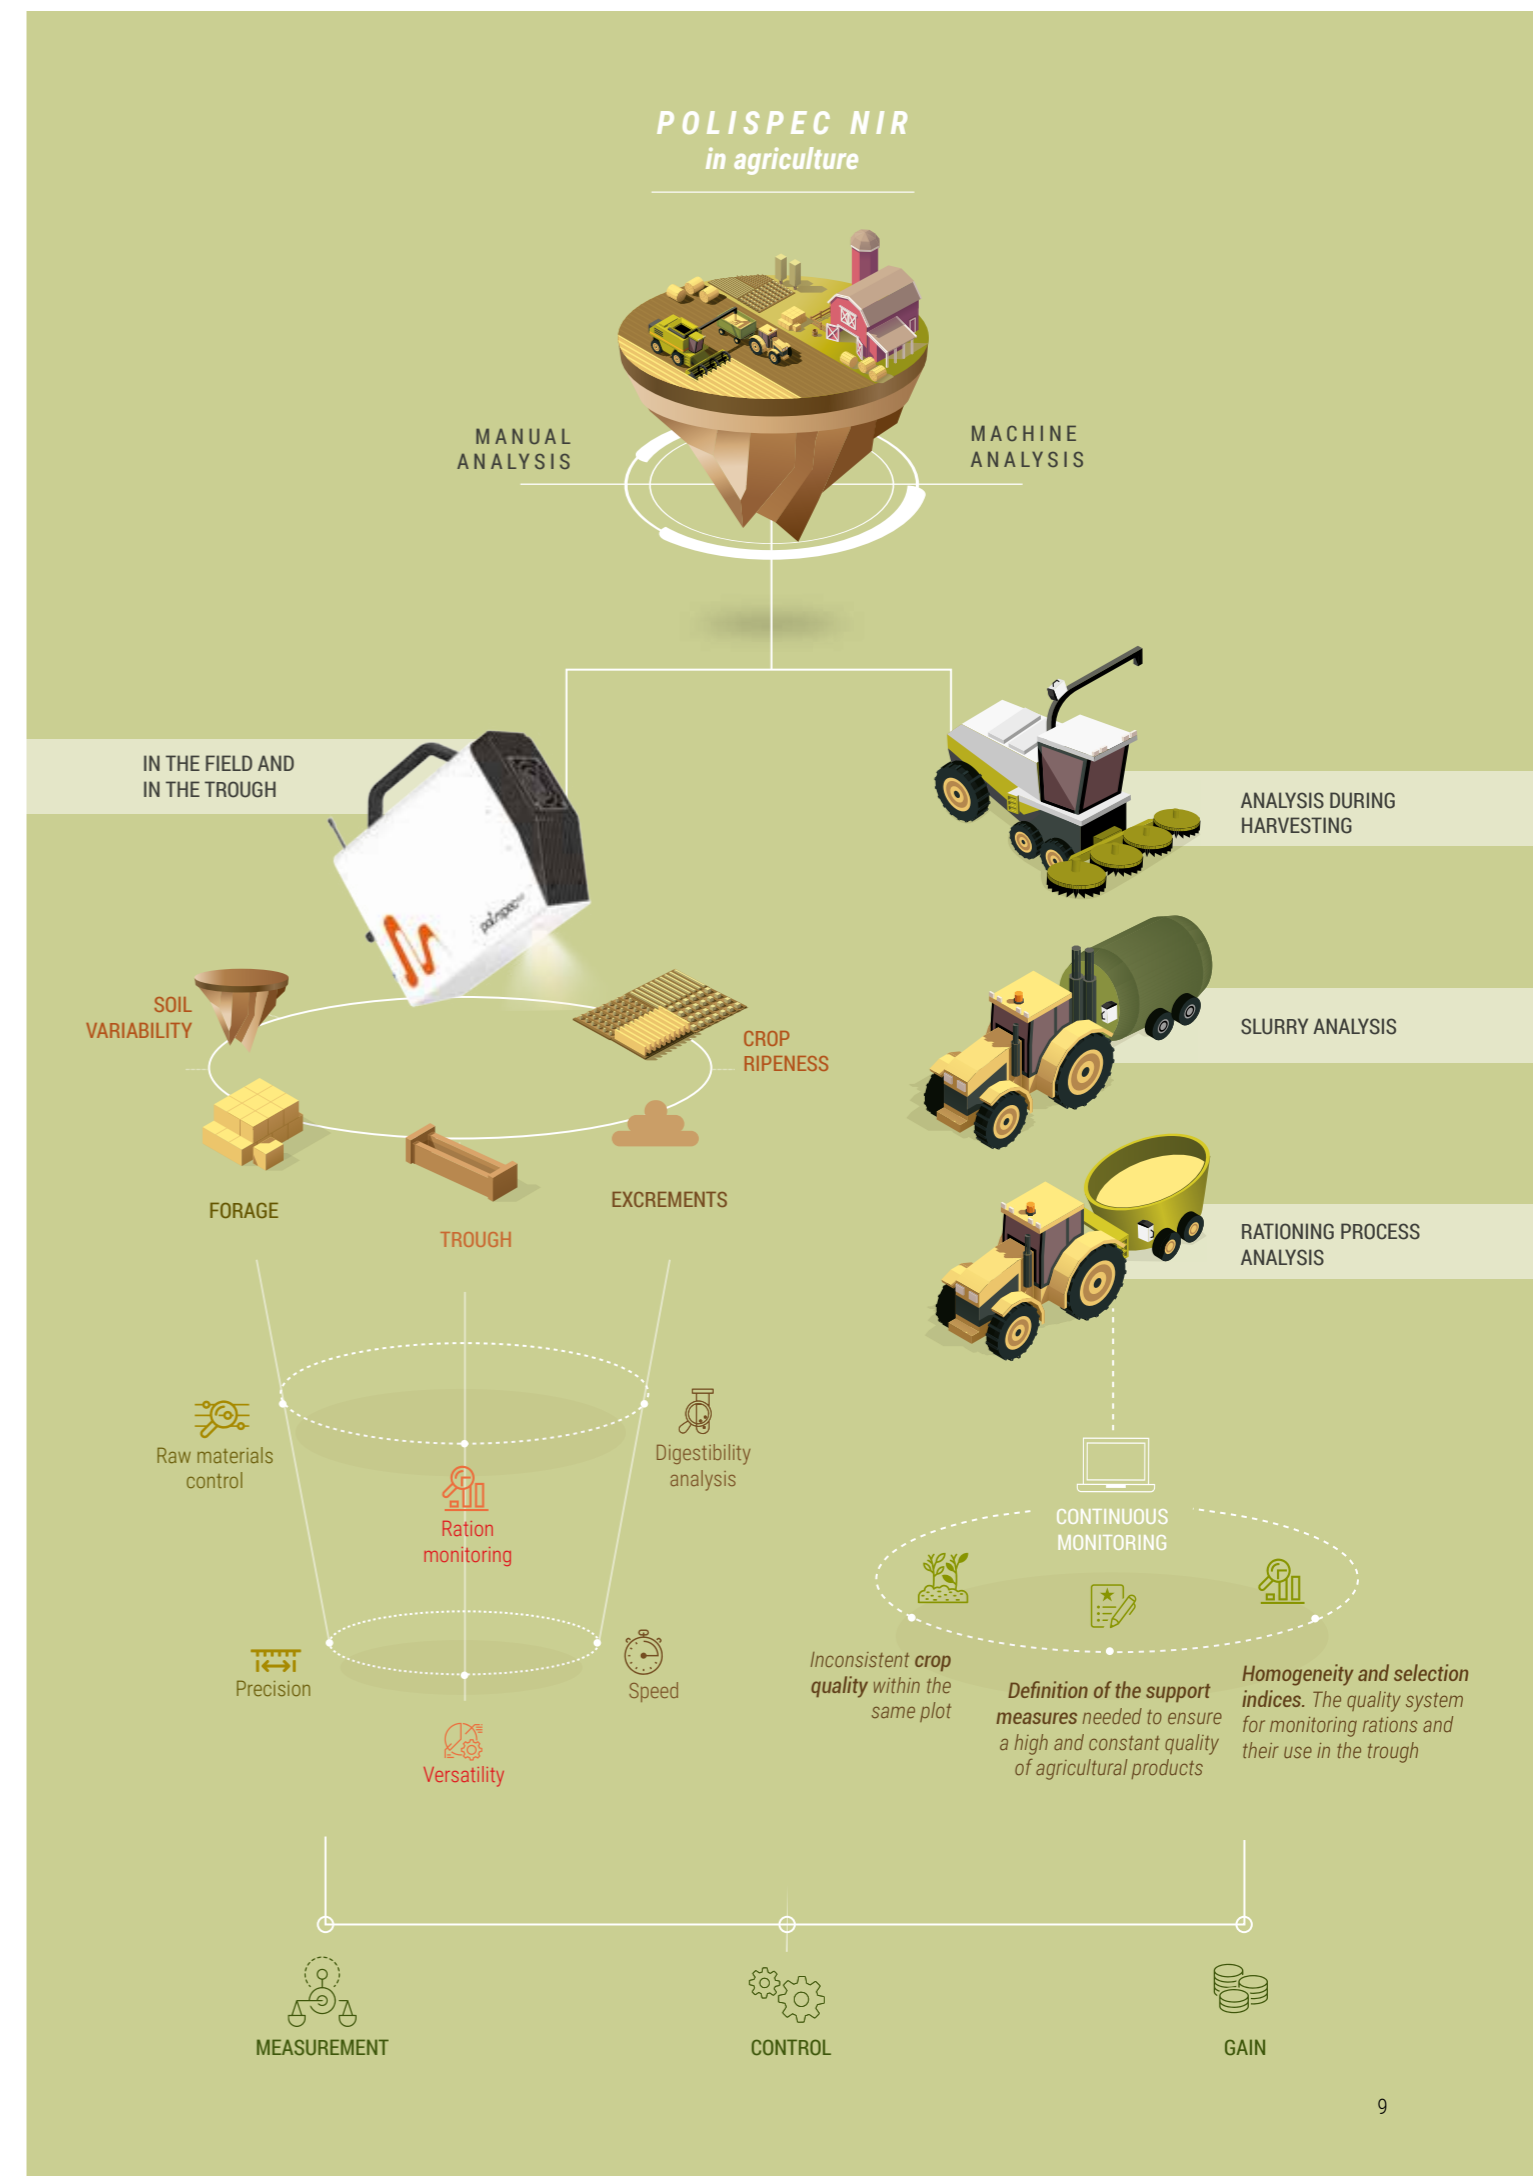 POLISPEC NIR
in agriculture
MANUAL
ANALYSIS
MACHINE
ANALYSIS
IN THE FIELD AND
IN THE TROUGH
polispec
ANALYSIS DURING
HARVESTING
SOIL
VARIABILITY
CROP
RIPENESS
SLURRY ANALYSIS
FORAGE
TROUGH
EXCREMENTS
RATIONING PROCESS
ANALYSIS
Raw materials
control
Ration
monitoring
Digestibility
analysis
Precision
Versatility
Speed
CONTINUOUS
MONITORING
Inconsistent crop
quality within the
same plot
Definition of the support
measures needed to ensure
a high and constant quality
of agricultural products
Homogeneity and selection
indices. The quality system
for monitoring rations and
their use in the trough
MEASUREMENT
CONTROL
GAIN
9